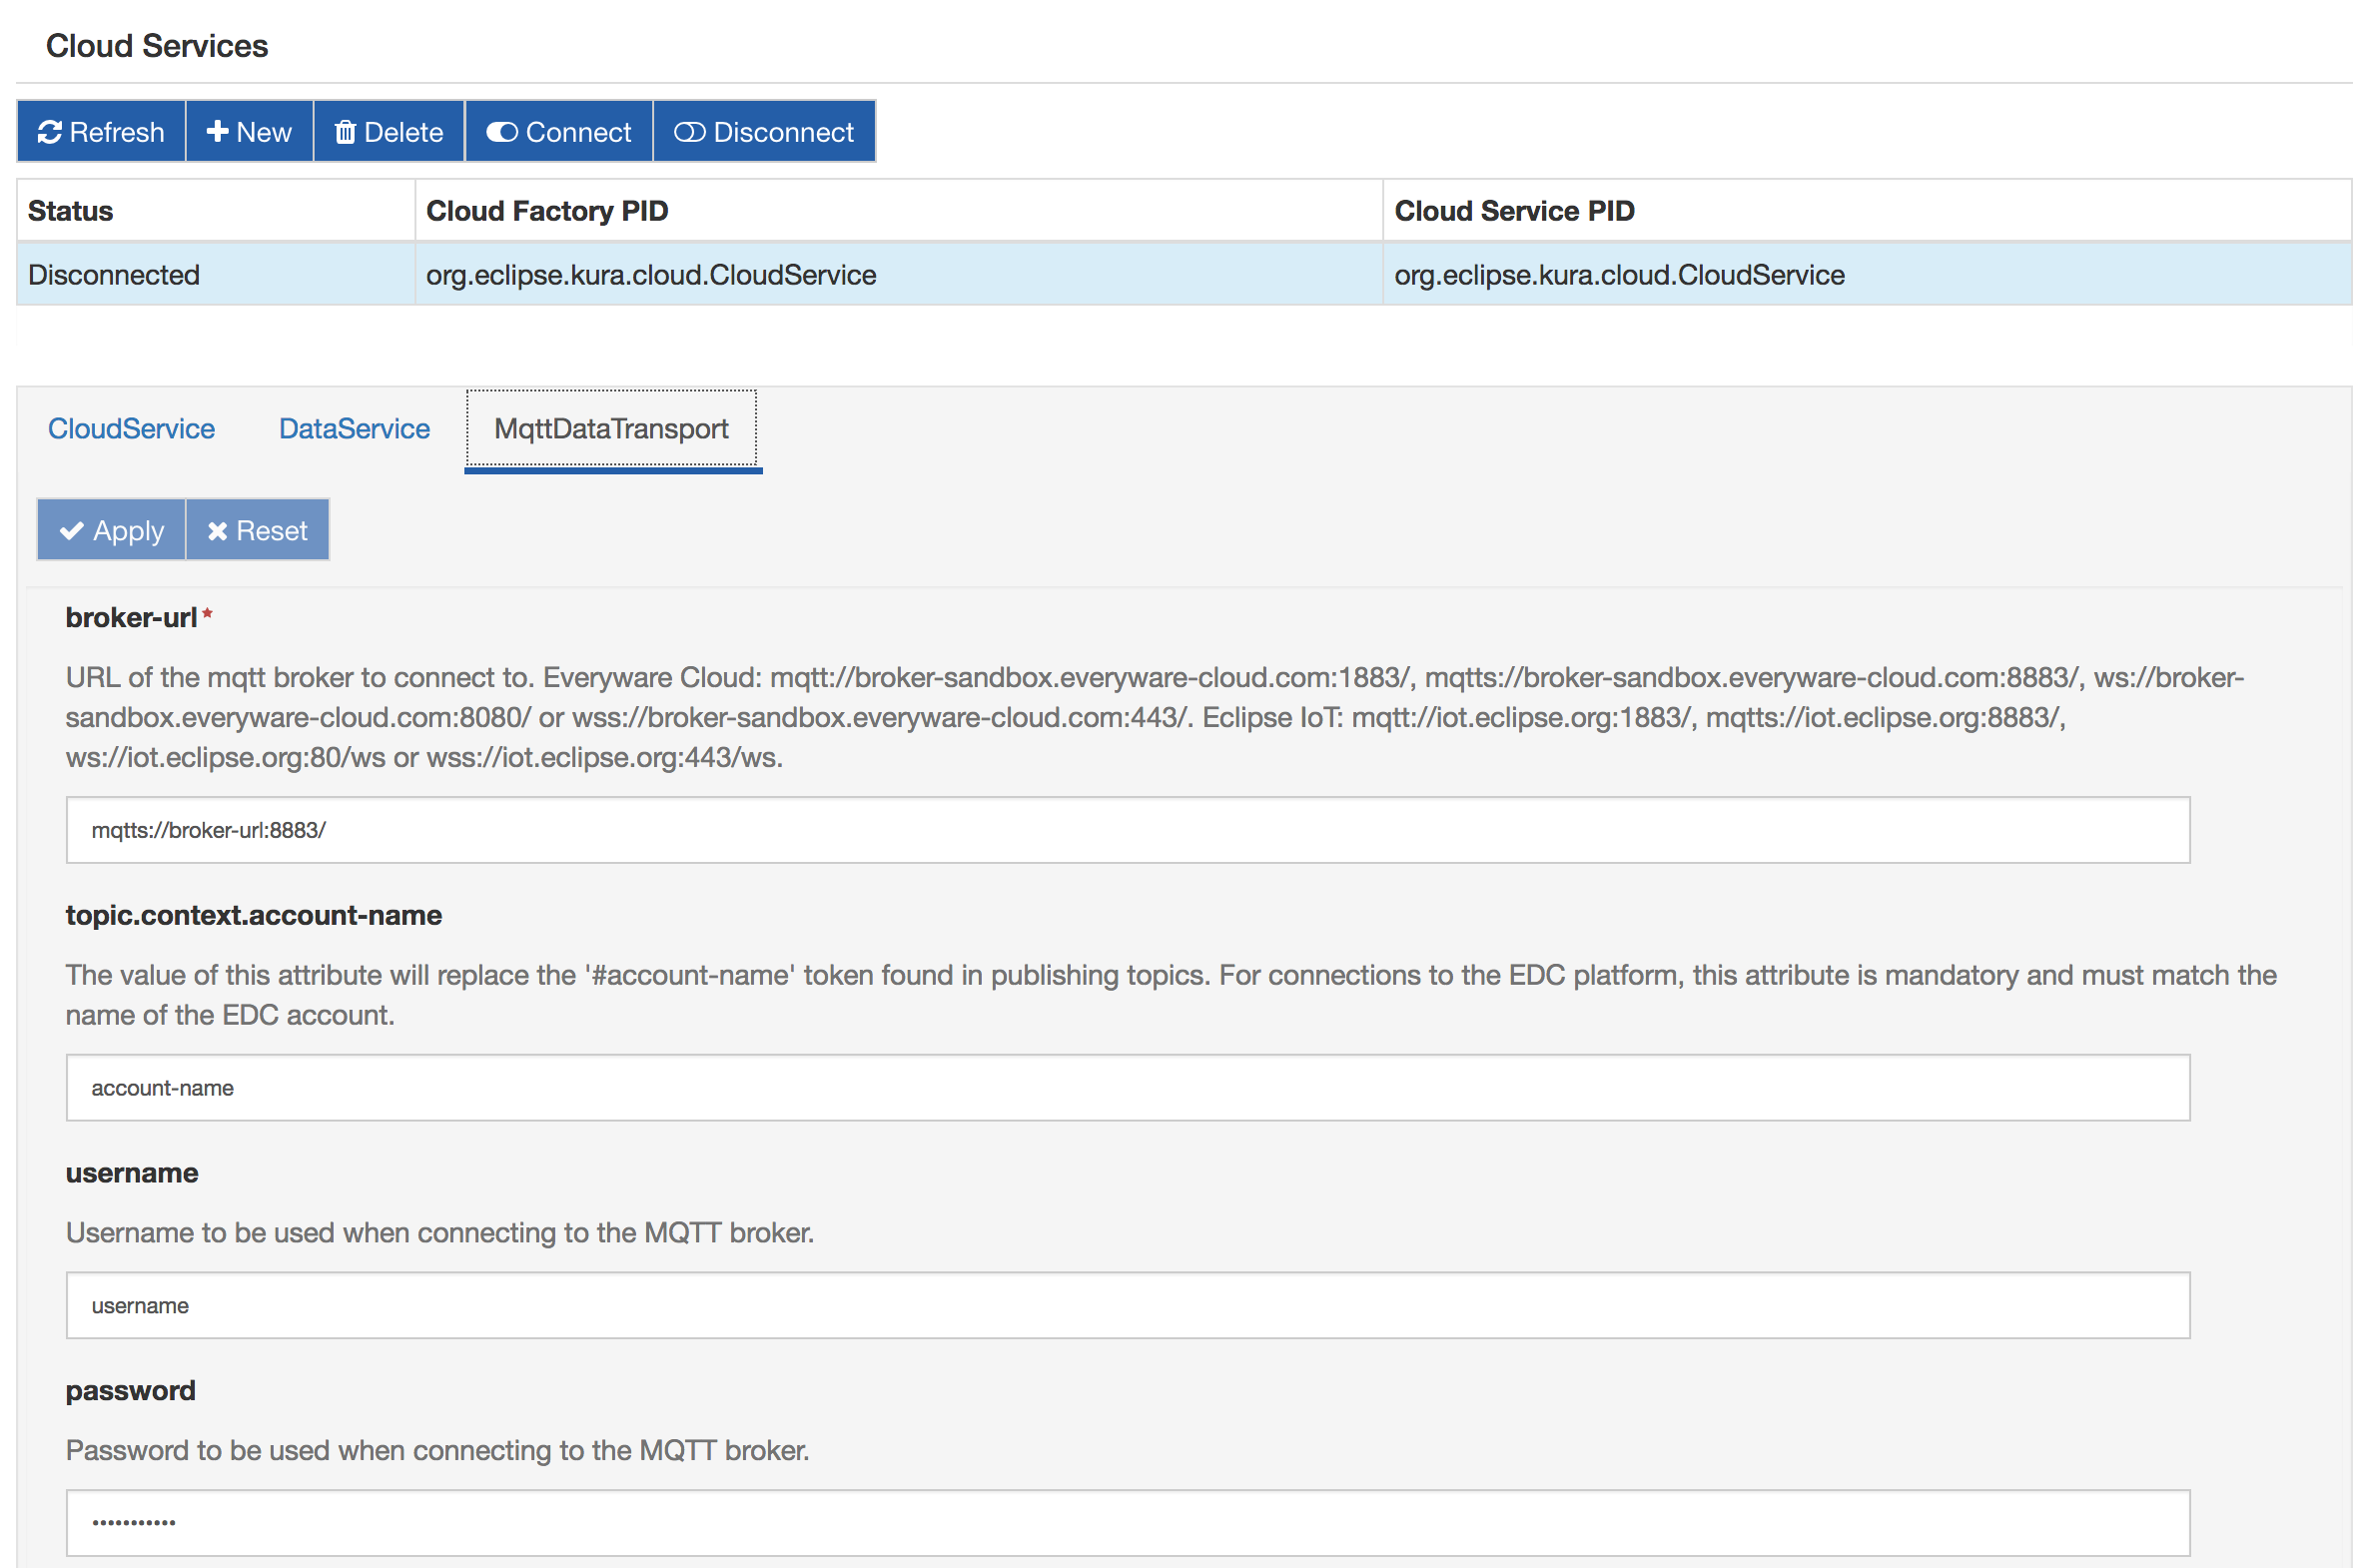 Cloud Services
Refresh New Delete Connect Disconnect
Status Cloud Factory PID Cloud Service PID
Disconnected org.eclipse.kura.cloud.CloudService org.eclipse.kura.cloud.CloudService
CloudService DataService MqttDataTransport
Apply Reset
broker-url*
URL of the mqtt broker to connect to. Everyware Cloud: mqtt://broker-sandbox.everyware-cloud.com:1883/, mqtts://broker-sandbox.everyware-cloud.com:8883/, ws://broker-
sandbox.everyware-cloud.com:8080/ or wss://broker-sandbox.everyware-cloud.com:443/. Eclipse IoT: mqtt://iot.eclipse.org:1883/, mqtts://iot.eclipse.org:8883/,
ws://iot.eclipse.org:80/ws or wss://iot.eclipse.org:443/ws.
mqtts://broker-url:8883/
topic.context.account-name
The value of this attribute will replace the '#account-name' token found in publishing topics. For connections to the EDC platform, this attribute is mandatory and must match the
name of the EDC account.
account-name
username
Username to be used when connecting to the MQTT broker.
username
password
Password to be used when connecting to the MQTT broker.
•••••••••••